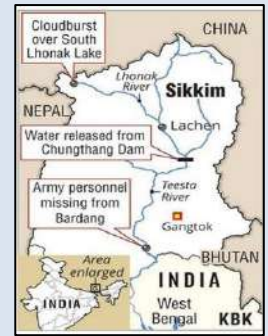 Cloudburst
over South
Lhonak Lake
CHINA
Lhonak
River
Sikkim
NEPAL
Lachen
Water released from
Chungthang Dam
Army personnel
missing from
Bardang
Teesta
River
Gangtok
BHUTAN
Area
enlarged
INDIA
INDIA
West
Bengal
KBK